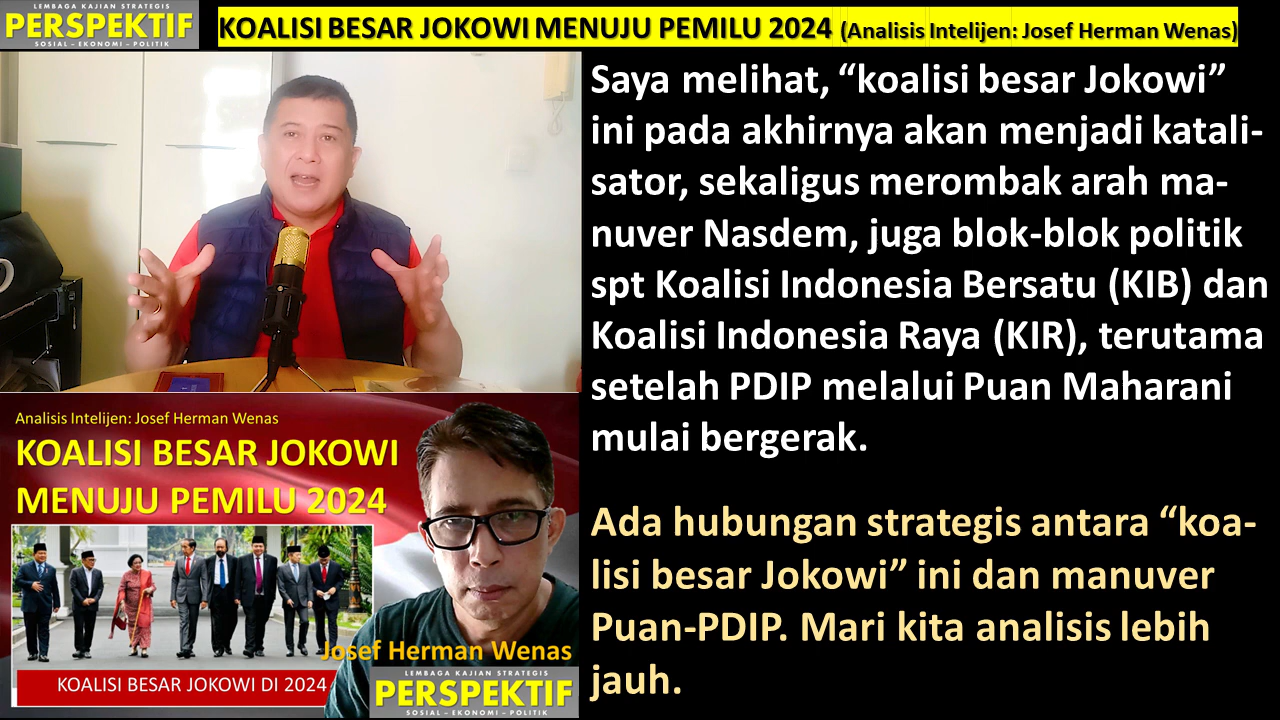 LEMBAGA KAJIAN STRATEGIS
PERSPEKTIF
SOSIAL – EKONOMI – POLITIK
KOALISI BESAR JOKOWI MENUJU PEMILU 2024 (Analisis Intelijen: Josef Herman Wenas)
Saya melihat, “koalisi besar Jokowi”
ini pada akhirnya akan menjadi katali-
sator, sekaligus merombak arah ma-
nuver Nasdem, juga blok-blok politik
spt Koalisi Indonesia Bersatu (KIB) dan
Koalisi Indonesia Raya (KIR), terutama
setelah PDIP melalui Puan Maharani
mulai bergerak.
Ada hubungan strategis antara “koa-
lisi besar Jokowi” ini dan manuver
Puan-PDIP. Mari kita analisis lebih
jauh.
Analisis Intelijen: Josef Herman Wenas
KOALISI BESAR JOKOWI
MENUJU PEMILU 2024
KOALISI BESAR JOKOWI DI 2024
Josef Herman Wenas
LEMBAGA KAJIAN STRATEGIS
PERSPEKTIF
SOSIAL – EKONOMI – POLITIK